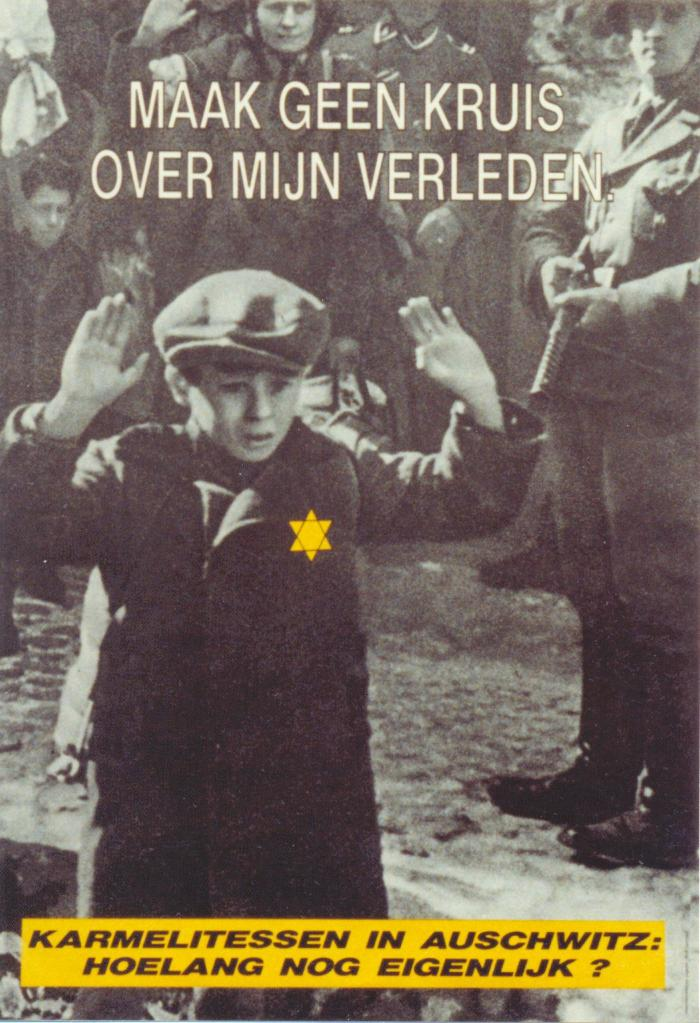 MAAK GEEN KRUIS
OVER MIJN VERLEDEN.
KARMELITESSEN IN AUSCHWITZ:
HOELANG NOG EIGENLIJK ?